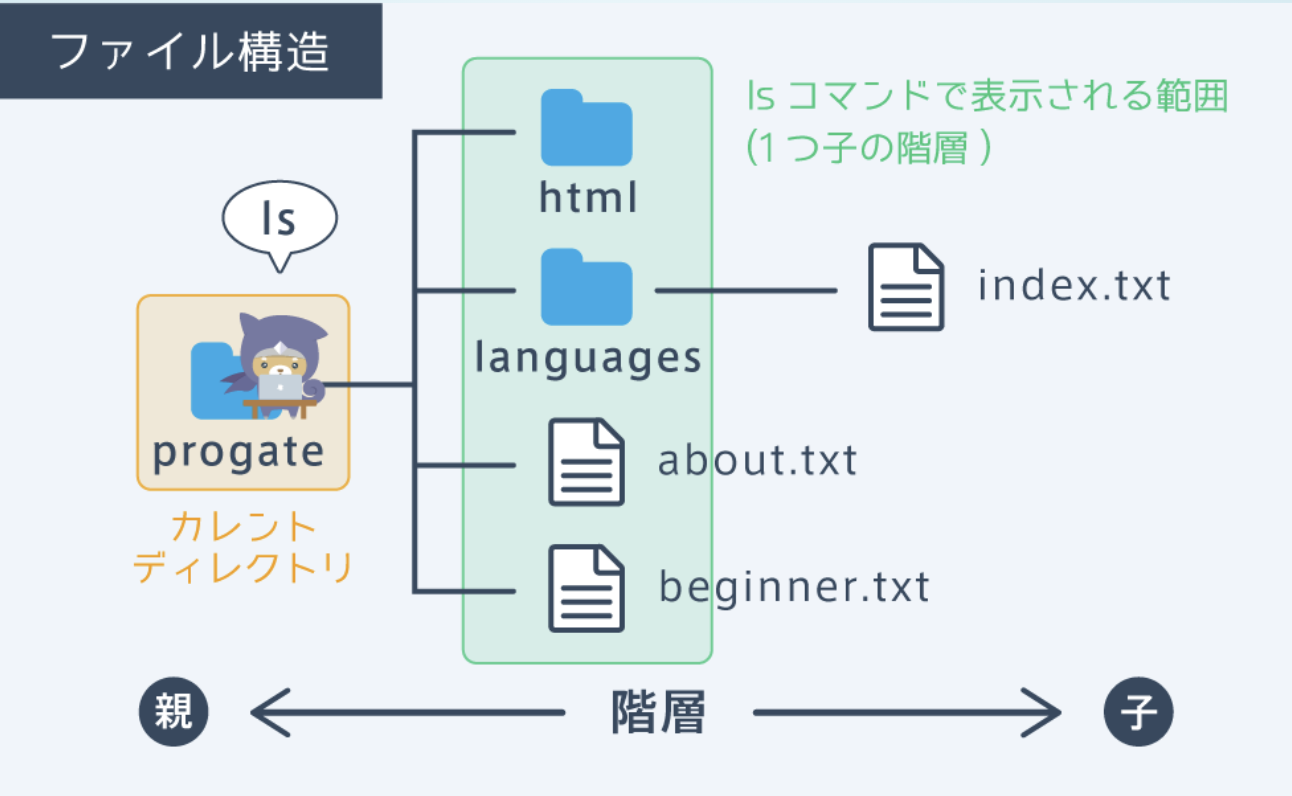 ファイル構造
ls コマンドで表示される範囲
(1 つ子の階層 )
html
ls
index.txt
languages
progate
about.txt
カレント
ディレクトリ
beginner.txt
親
階層
子